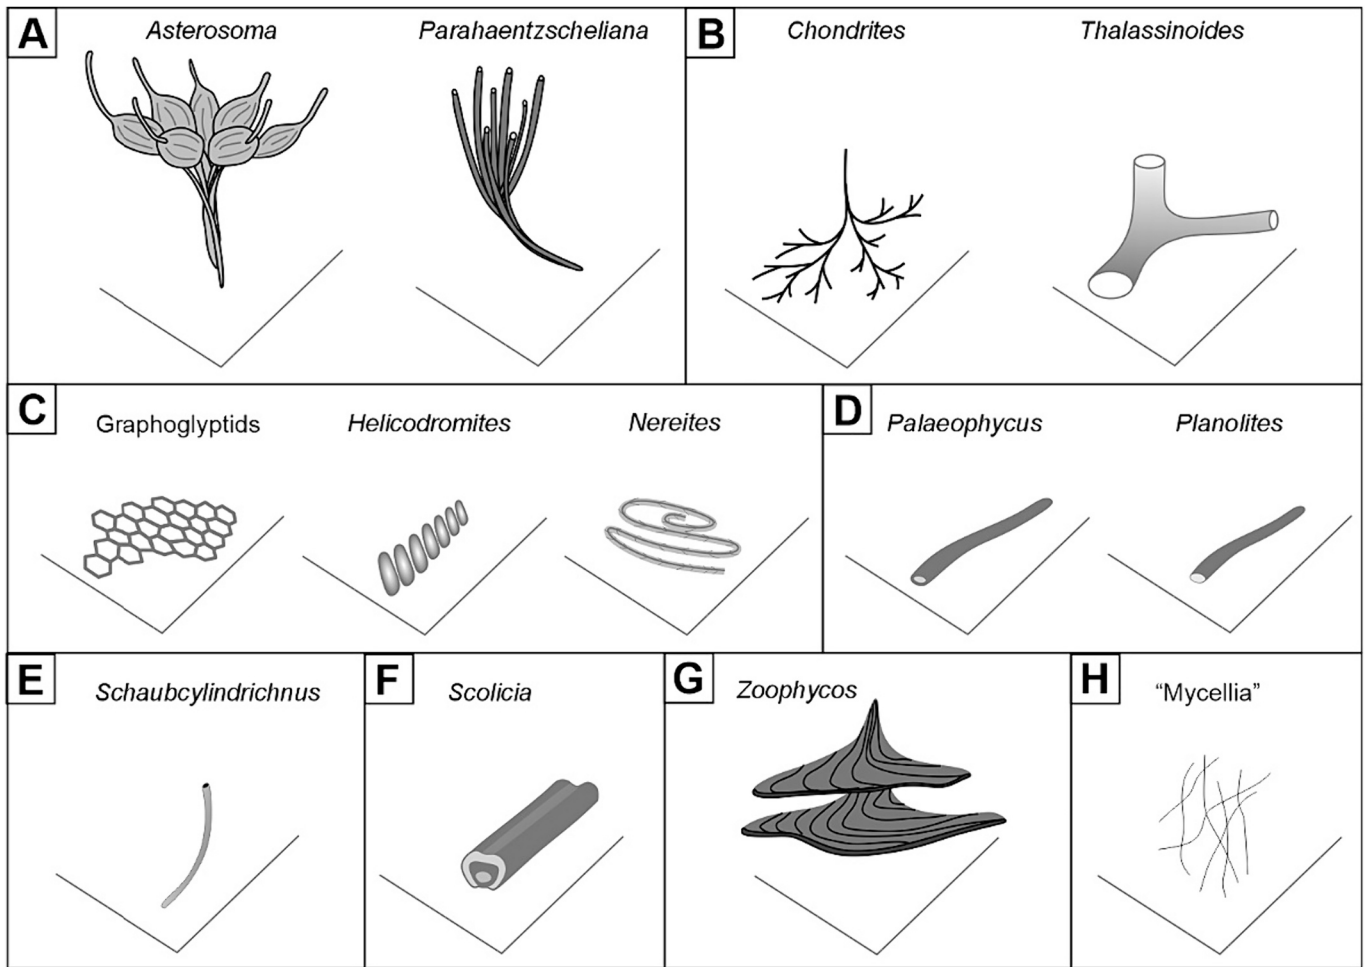 A
Asterosoma
Parahaentzscheliana
B
Chondrites
Thalassinoides
C
Graphoglyptids
Helicodromites
Nereites
D
Palaeophycus
Planolites
E
Schaubcylindrichnus
F
Scolicia
G
Zoophycos
H
“Mycellia”